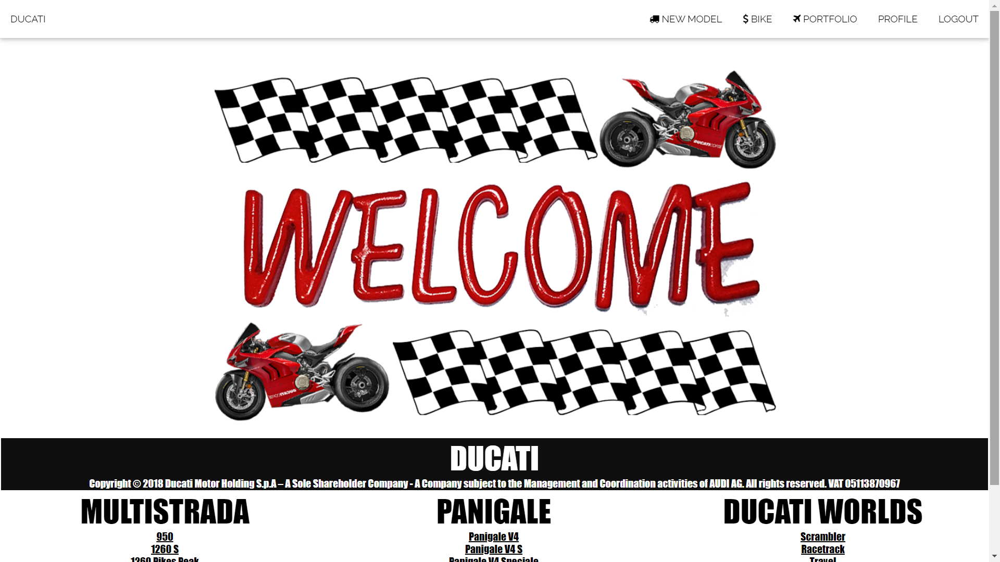 DUCATI
NEW MODEL
$ BIKE
PORTFOLIO
PROFILE
LOGOUT
WELCOME
DUCATI
Copyright © 2018 Ducati Motor Holding S.p.A – A Sole Shareholder Company - A Company subject to the Management and Coordination activities of AUDI AG. All rights reserved. VAT 05113870967
MULTISTRADA
950
1260 S
1260 Pikes Peak
PANIGALE
Panigale V4
Panigale V4 S
Panigale V4 Speciale
DUCATI WORLDS
Scrambler
Racetrack
Travel